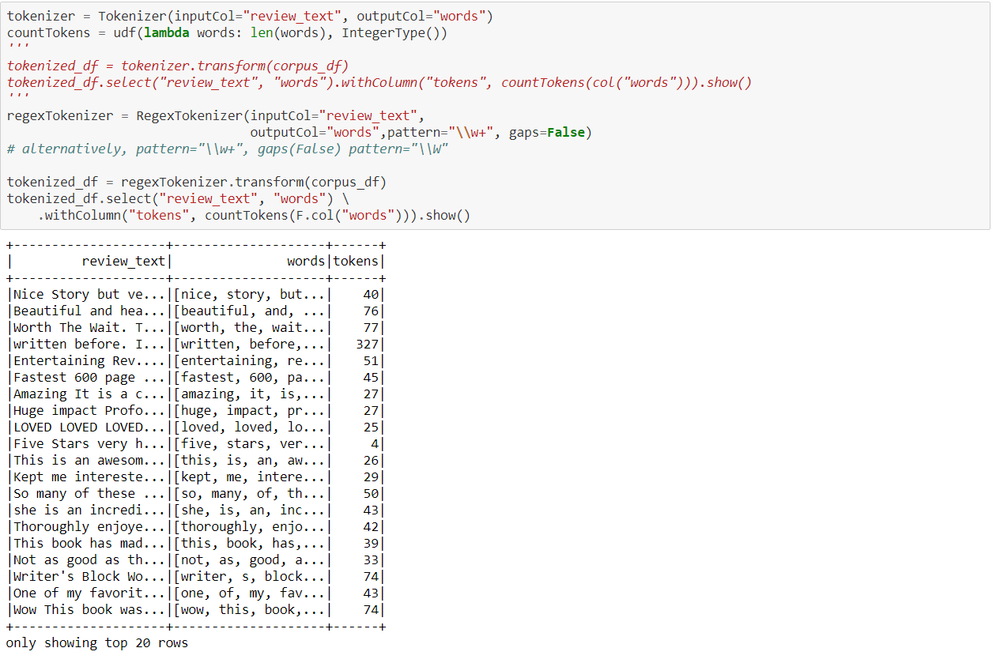 tokenizer = Tokenizer(inputCol="review_text", outputCol="words")
countTokens = udf(lambda words: len(words), IntegerType())
'''
tokenized_df = tokenizer.transform(corpus_df)
tokenized_df.select("review_text", "words").withColumn("tokens", countTokens(col("words"))).show()
'''
regexTokenizer = RegexTokenizer(inputCol="review_text",
                                outputCol="words",pattern="\\w+", gaps=False)
# alternatively, pattern="\\w+", gaps(False) pattern="\\W"

tokenized_df = regexTokenizer.transform(corpus_df)
tokenized_df.select("review_text", "words") \
    .withColumn("tokens", countTokens(F.col("words"))).show()

+--------------------+--------------------+------+
|         review_text|               words|tokens|
+--------------------+--------------------+------+
|Nice Story but ve...|[nice, story, but...|    40|
|Beautiful and hea...|[beautiful, and, ...|    76|
|Worth The Wait. T...|[worth, the, wait...|    77|
|written before. I...|[written, before,...|   327|
|Entertaining Rev....|[entertaining, re...|    51|
|Fastest 600 page ...|[fastest, 600, pa...|    45|
|Amazing It is a c...|[amazing, it, is,...|    27|
|Huge impact Profo...|[huge, impact, pr...|    27|
|LOVED LOVED LOVED...|[loved, loved, lo...|    25|
|Five Stars very h...|[five, stars, ver...|     4|
|This is an awesom...|[this, is, an, aw...|    26|
|Kept me intereste...|[kept, me, intere...|    29|
|So many of these ...|[so, many, of, th...|    50|
|she is an incredi...|[she, is, an, inc...|    43|
|Thoroughly enjoye...|[thoroughly, enjo...|    42|
|This book has mad...|[this, book, has,...|    39|
|Not as good as th...|[not, as, good, a...|    33|
|Writer's Block Wo...|[writer, s, block...|    74|
|One of my favorit...|[one, of, my, fav...|    43|
|Wow This book was...|[wow, this, book,...|    74|
+--------------------+--------------------+------+
only showing top 20 rows